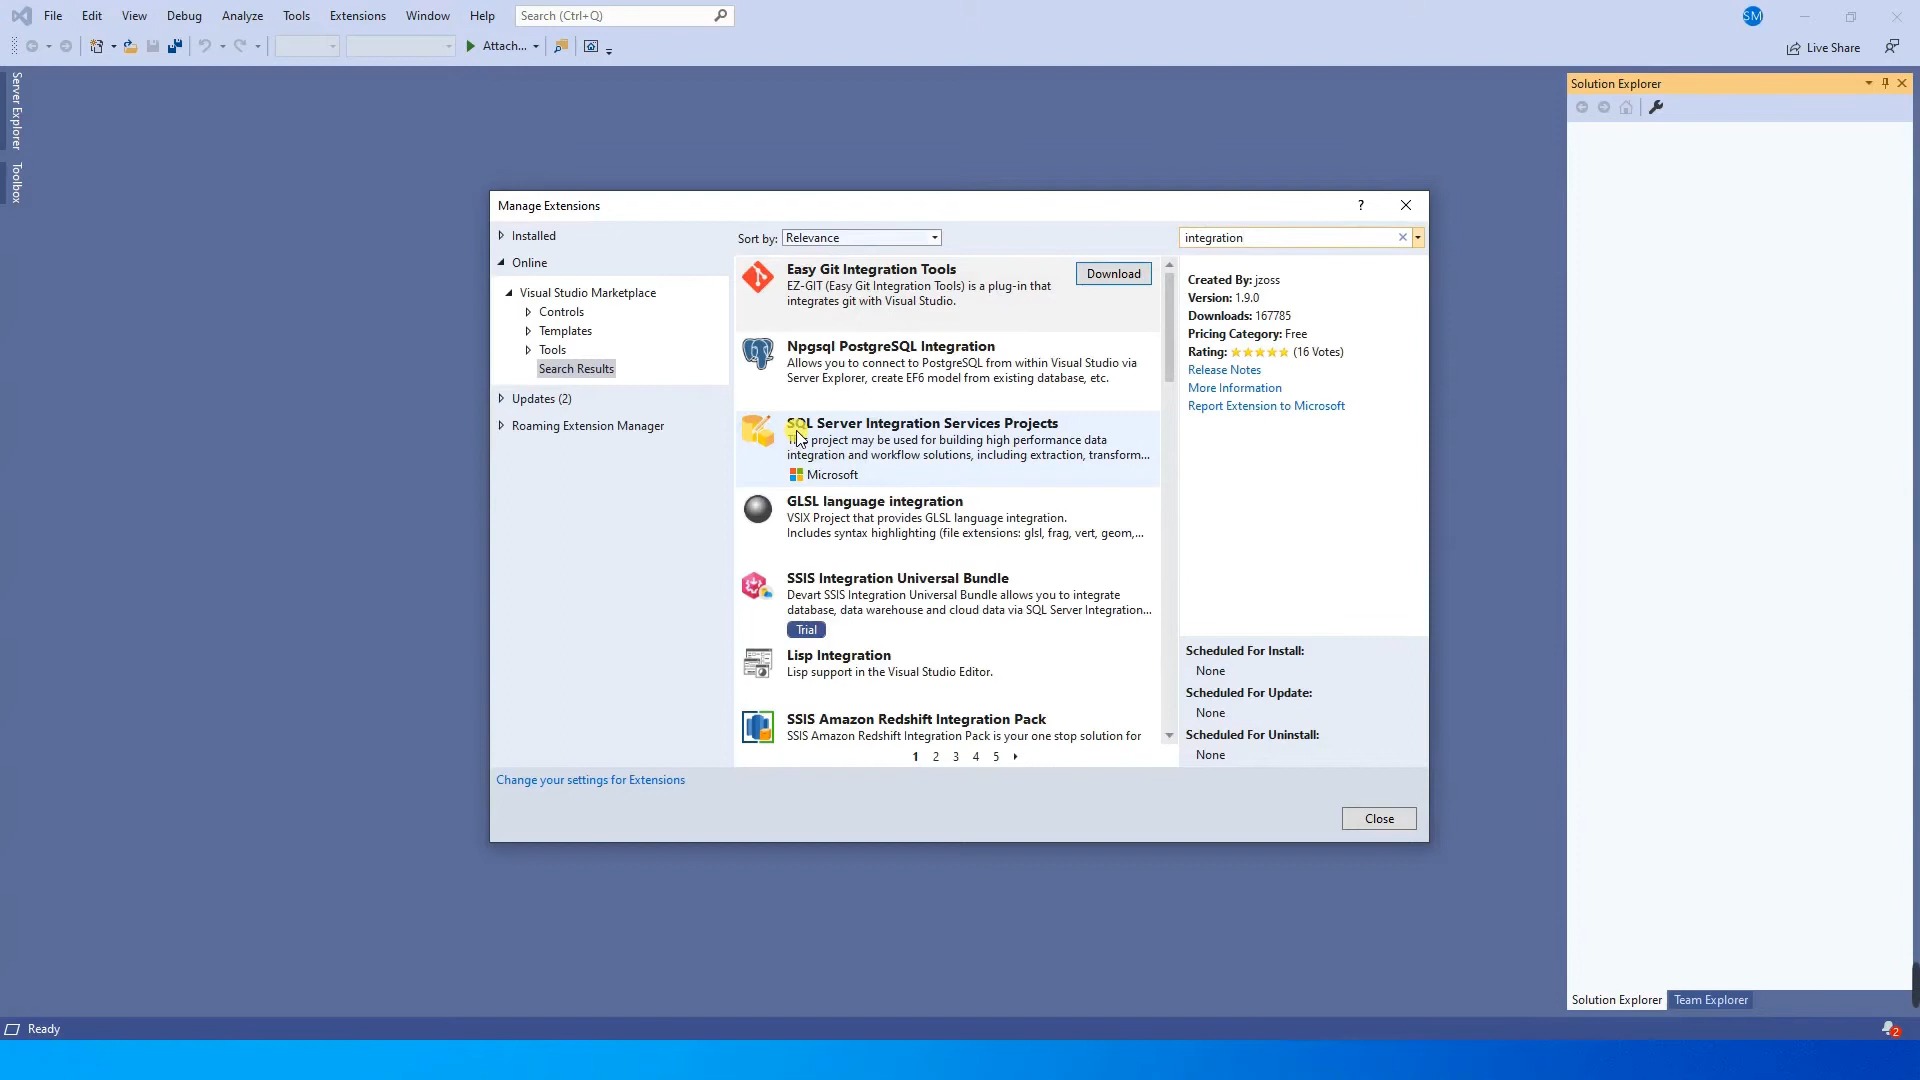 File Edit View Debug Analyze Tools Extensions Window Help Search (Ctrl+Q) SM
Attach... Live Share
Server Explorer
Toolbox
Solution Explorer
Manage Extensions ?
Installed
Online
Visual Studio Marketplace
Controls
Templates
Tools
Search Results
Updates (2)
Roaming Extension Manager
Sort by: Relevance
integration
Easy Git Integration Tools
Download
EZ-GIT (Easy Git Integration Tools) is a plug-in that
integrates git with Visual Studio.
Npgsql PostgreSQL Integration
Allows you to connect to PostgreSQL from within Visual Studio via
Server Explorer, create EF6 model from existing database, etc.
SQL Server Integration Services Projects
This project may be used for building high performance data
integration and workflow solutions, including extraction, transform...
Microsoft
GLSL language integration
VSIX Project that provides GLSL language integration.
Includes syntax highlighting (file extensions: glsl, frag, vert, geom,...
SSIS Integration Universal Bundle
Devart SSIS Integration Universal Bundle allows you to integrate
database, data warehouse and cloud data via SQL Server Integration...
Trial
Lisp Integration
Lisp support in the Visual Studio Editor.
SSIS Amazon Redshift Integration Pack
SSIS Amazon Redshift Integration Pack is your one stop solution for
1 2 3 4 5
Created By: jzoss
Version: 1.9.0
Downloads: 167785
Pricing Category: Free
Rating: (16 Votes)
Release Notes
More Information
Report Extension to Microsoft
Scheduled For Install:
None
Scheduled For Update:
None
Scheduled For Uninstall:
None
Change your settings for Extensions
Close
Solution Explorer Team Explorer
Ready
2